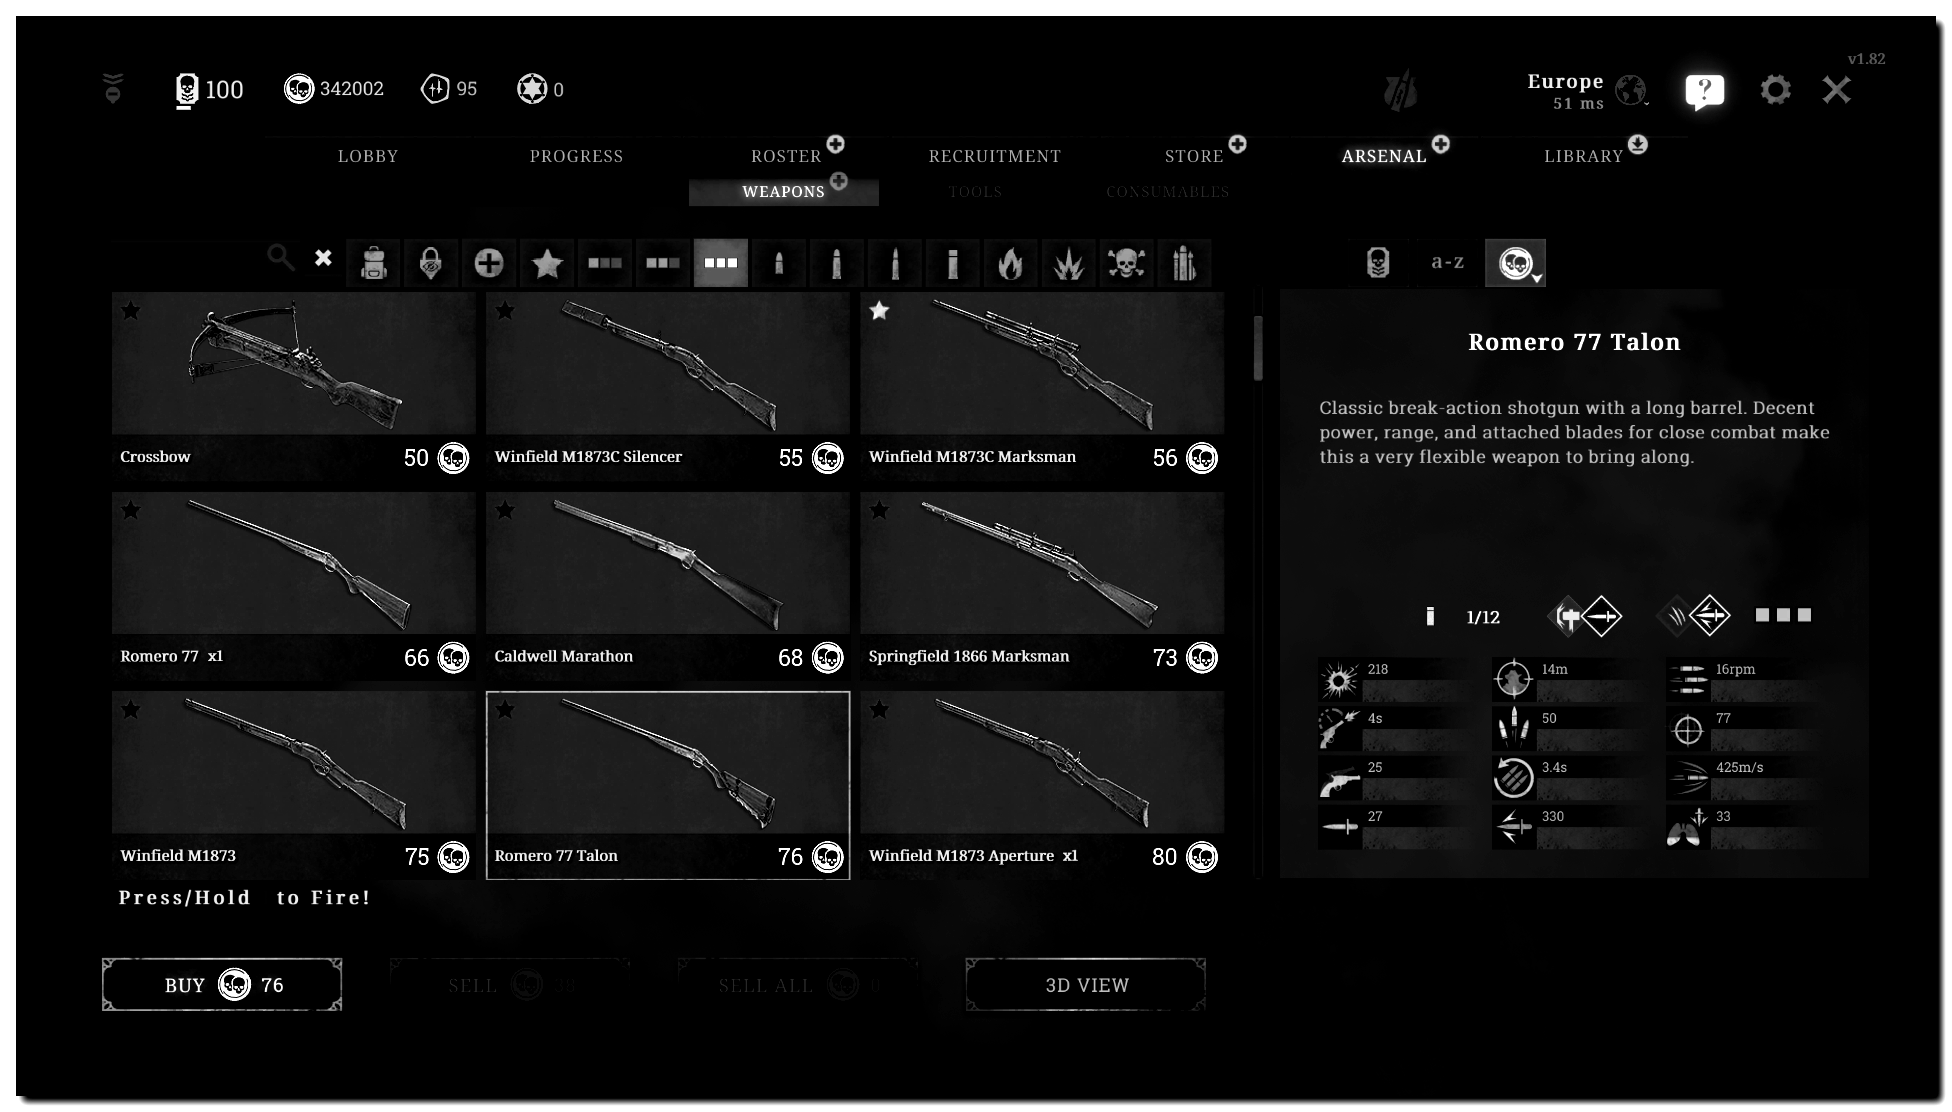 v1.82
100
342002
95
0
Europe
51 ms
?
LOBBY
PROGRESS
ROSTER
RECRUITMENT
STORE
ARSENAL
LIBRARY
WEAPONS
TOOLS
CONSUMABLES
a-z
Crossbow
50
Winfield M1873C Silencer
55
Winfield M1873C Marksman
56
Romero 77 x1
66
Caldwell Marathon
68
Springfield 1866 Marksman
73
Winfield M1873
75
Romero 77 Talon
76
Winfield M1873 Aperture x1
80
Press/Hold to Fire!
BUY 76
SELL 38
SELL ALL 0
3D VIEW
Romero 77 Talon
Classic break-action shotgun with a long barrel. Decent
power, range, and attached blades for close combat make
this a very flexible weapon to bring along.
1/12
218
14m
16rpm
4s
50
77
25
3.4s
425m/s
27
330
33